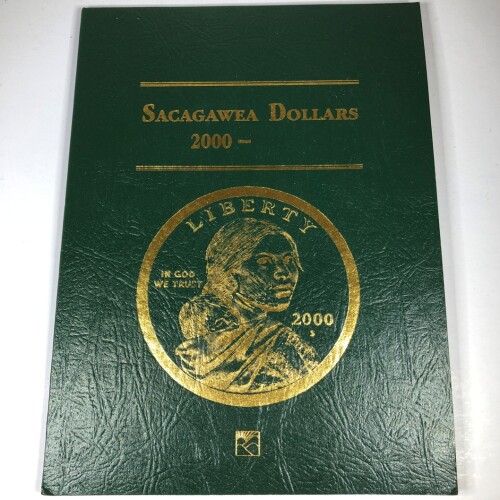 SACAGAWEA DOLLARS
2000 –
LIBERTY
IN GOD
WE TRUST
2000
S